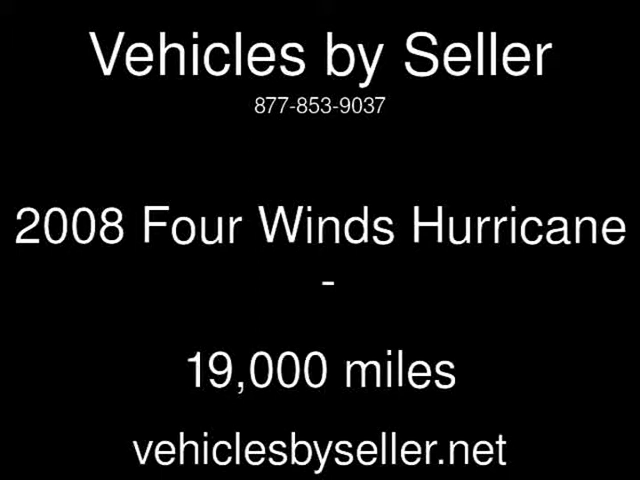 Vehicles by Seller
877-853-9037
2008 Four Winds Hurricane
-
19,000 miles
vehiclesbyseller.net